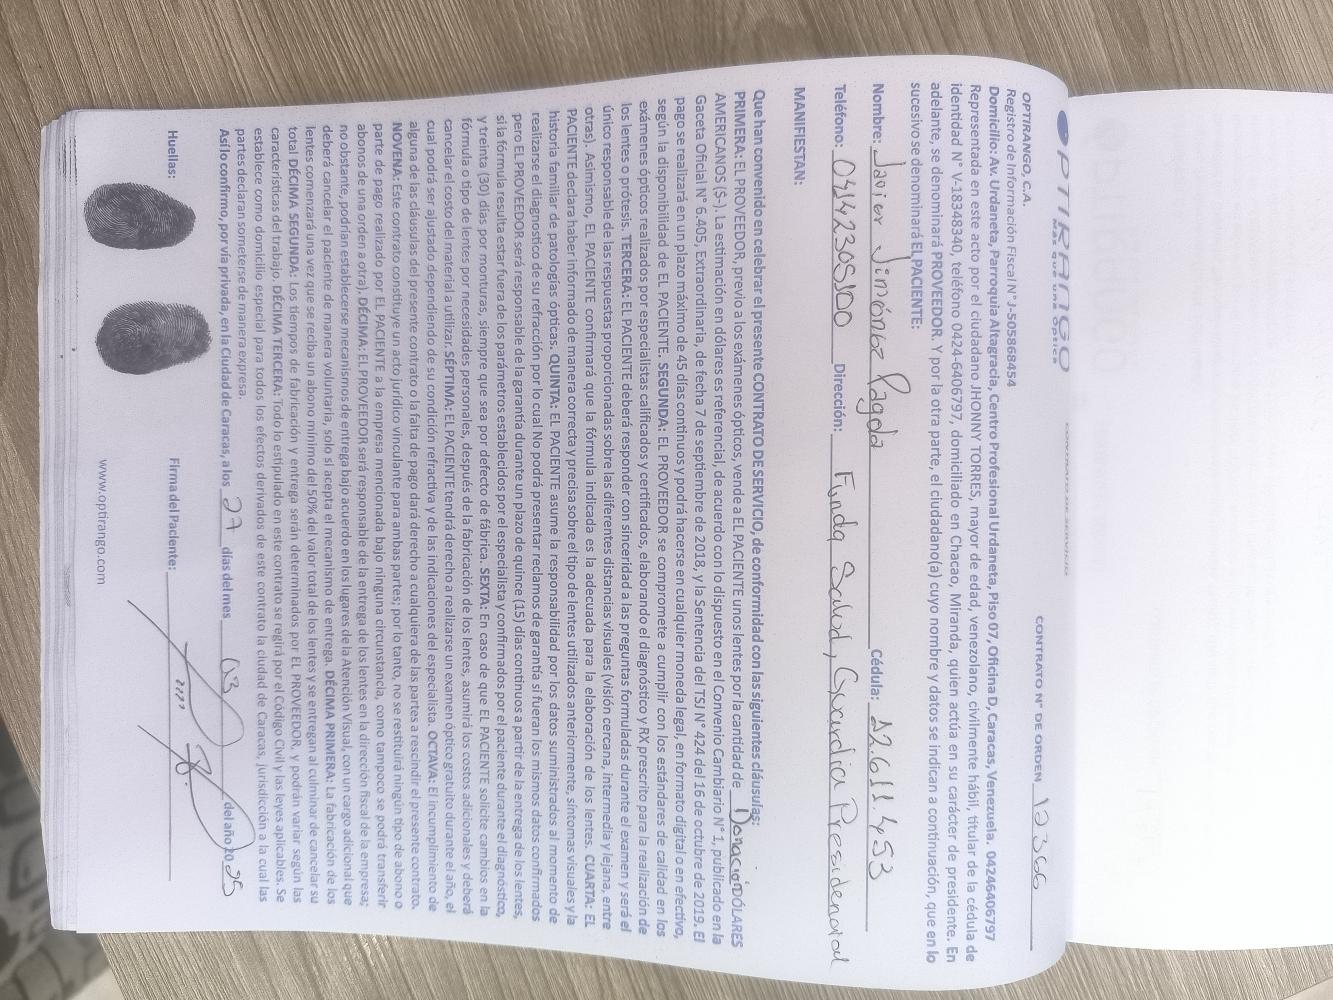 OPTIRANGO
Más que una Óptica
CONTRATO DE SERVICIO
CONTRATO N° DE ORDEN 12366
OPTIRANGO, C.A.
Registro de Información Fiscal N° J-505868454
Domicilio: Av. Urdaneta, Parroquia Altagracia, Centro Profesional Urdaneta, Piso 07, Oficina D, Caracas, Venezuela. 04246406797
Representada en este acto por el ciudadano JHONNY TORRES, mayor de edad, venezolano, civilmente hábil, titular de la cédula de
identidad N° V-18348340, teléfono 0424-6406797, domiciliado en Chacao, Miranda, quien actúa en su carácter de presidente. En
adelante, se denominará PROVEEDOR. Y por la otra parte, el ciudadano(a) cuyo nombre y datos se indican a continuación, que en lo
sucesivo se denominará EL PACIENTE:
Nombre: Javier Jiménez Cédula: 22.611.453
Teléfono: 04142305100 Dirección: Funda Salud, Guardia Presidencial
MANIFIESTAN:
Que han convenido en celebrar el presente CONTRATO DE SERVICIO, de conformidad con las siguientes cláusulas:
PRIMERA: EL PROVEEDOR, previo a los exámenes ópticos, vende a EL PACIENTE unos lentes por la cantidad de Donación DÓLARES
AMERICANOS ($-). La estimación en dólares es referencial, de acuerdo con lo dispuesto en el Convenio Cambiario N° 1, publicado en la
Gaceta Oficial N° 6.405, Extraordinaria, de fecha 7 de septiembre de 2018, y la Sentencia del TSJ N° 424 del 16 de octubre de 2019. El
pago se realizará en un plazo máximo de 45 días continuos y podrá hacerse en cualquier moneda legal, en formato digital o en efectivo,
según la disponibilidad de EL PACIENTE. SEGUNDA: EL PROVEEDOR se compromete a cumplir con los estándares de calidad en los
exámenes ópticos realizados por especialistas calificados y certificados, elaborando el diagnóstico y RX prescrito para la realización de
los lentes o prótesis. TERCERA: EL PACIENTE deberá responder con sinceridad a las preguntas formuladas durante el examen y será el
único responsable de las respuestas proporcionadas sobre las diferentes distancias visuales (visión cercana, intermedia y lejana, entre
otras). Asimismo, EL PACIENTE confirmará que la fórmula indicada es la adecuada para la elaboración de los lentes. CUARTA: EL
PACIENTE declara haber informado de manera correcta y precisa sobre el tipo de lentes utilizados anteriormente, síntomas visuales y la
historia familiar de patologías ópticas. QUINTA: EL PACIENTE asume la responsabilidad por los datos suministrados al momento de
realizarse el diagnostico de su refracción por lo cual No podrá presentar reclamos de garantía si fueran los mismos datos confirmados
pero EL PROVEEDOR será responsable de la garantía durante un plazo de quince (15) días continuos a partir de la entrega de los lentes,
si la fórmula resulta estar fuera de los parámetros establecidos por el especialista y confirmados por el paciente durante el diagnóstico,
y treinta (30) días por monturas, siempre que sea por defecto de fábrica. SEXTA: En caso de que EL PACIENTE solicite cambios en la
fórmula o tipo de lentes por necesidades personales, después de la fabricación de los lentes, asumirá los costos adicionales y deberá
cancelar el costo del material a utilizar. SÉPTIMA: EL PACIENTE tendrá derecho a realizarse un examen óptico gratuito durante el año, el
cual podrá ser ajustado dependiendo de su condición refractiva y de las indicaciones del especialista. OCTAVA: El incumplimiento de
alguna de las cláusulas del presente contrato o la falta de pago dará derecho a cualquiera de las partes a rescindir el presente contrato.
NOVENA: Este contrato constituye un acto jurídico vinculante para ambas partes; por lo tanto, no se restituirá ningún tipo de abono o
parte de pago realizado por EL PACIENTE a la empresa mencionada bajo ninguna circunstancia, como tampoco se podrá transferir
abonos de una orden a otra). DÉCIMA: EL PROVEEDOR será responsable de la entrega de los lentes en la dirección fiscal de la empresa;
no obstante, podrían establecerse mecanismos de entrega bajo acuerdo en los lugares de la Atención Visual, con un cargo adicional que
deberá cancelar el paciente de manera voluntaria, solo si acepta el mecanismo de entrega. DÉCIMA PRIMERA: La fabricación de los
lentes comenzará una vez que se reciba un abono mínimo del 50% del valor total de los lentes y se entregan al culminar de cancelar su
total DÉCIMA SEGUNDA: Los tiempos de fabricación y entrega serán determinados por EL PROVEEDOR, y podrán variar según las
características del trabajo. DÉCIMA TERCERA: Todo lo estipulado en este contrato se regirá por el Código Civil y las leyes aplicables. Se
establece como domicilio especial para todos los efectos derivados de este contrato la ciudad de Caracas, jurisdicción a la cual las
partes declaran someterse de manera expresa.
Así lo confirmo, por vía privada, en la Ciudad de Caracas, a los 27 días del mes 03 del año 2025
Huellas: Firma del Paciente:
www.optirango.com